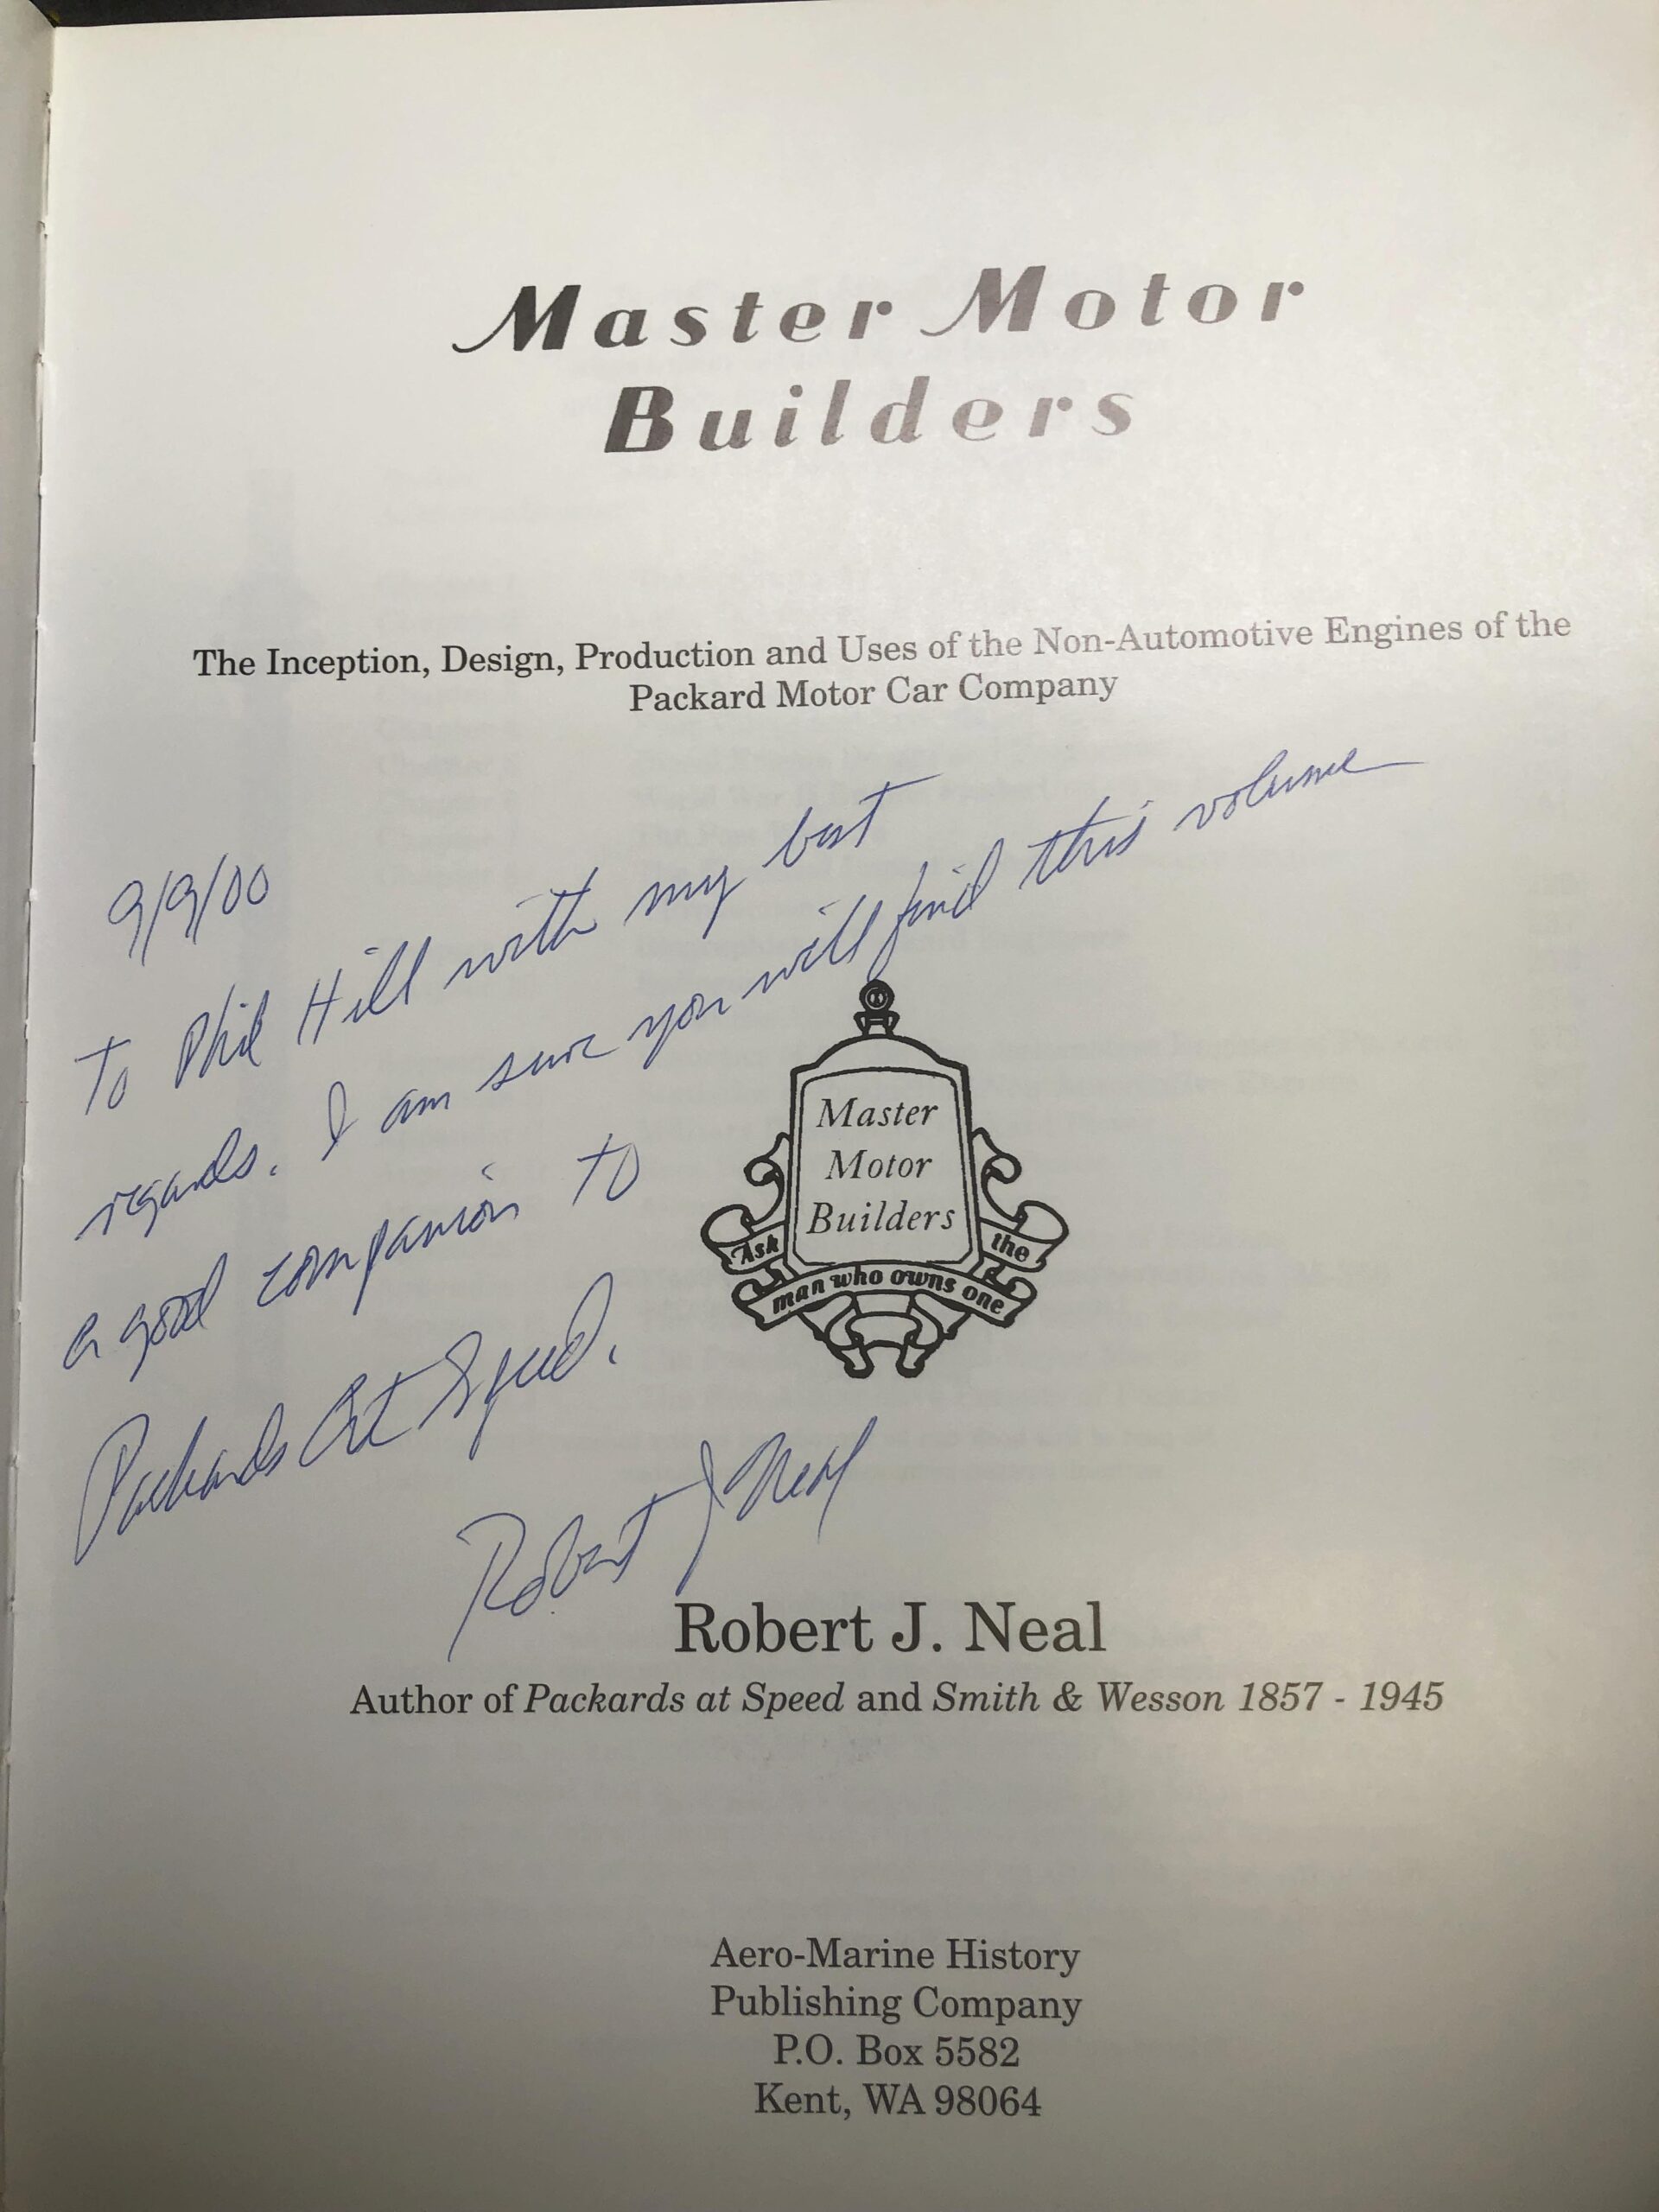 Master Motor
Builders
The Inception, Design, Production and Uses of the Non-Automotive Engines of the
Packard Motor Car Company
9/9/00
To Phil Hill with my best
regards. I am sure you will find this volume
a good companion to
Packards At Speed.
Robert J Neal
Master
Motor
Builders
Ask the
man who owns one
Robert J. Neal
Author of Packards at Speed and Smith & Wesson 1857 - 1945
Aero-Marine History
Publishing Company
P.O. Box 5582
Kent, WA 98064